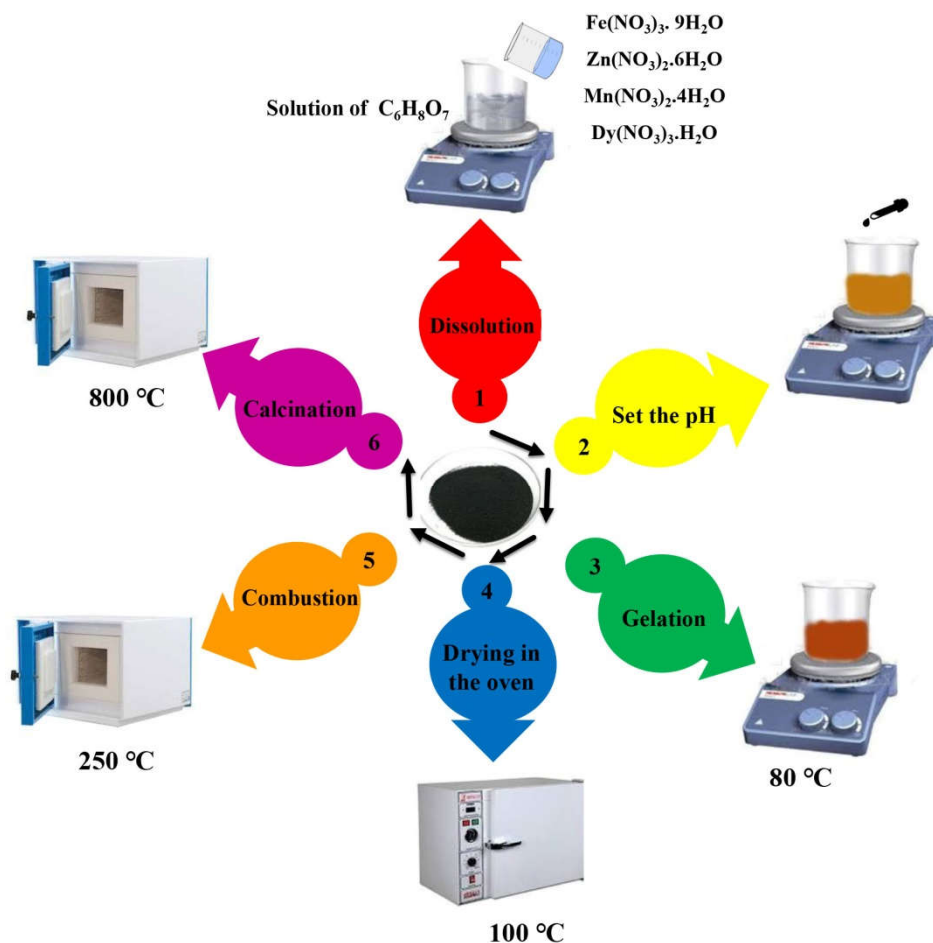 Fe(NO₃)₃. 9H₂O
Zn(NO₃)₂.6H₂O
Mn(NO₃)₂.4H₂O
Dy(NO₃)₃.H₂O
Solution of C₆H₈O₇
Dissolution
1
2
Set the pH
3
Gelation
80 °C
4
Drying in
the oven
100 °C
5
Combustion
250 °C
6
Calcination
800 °C